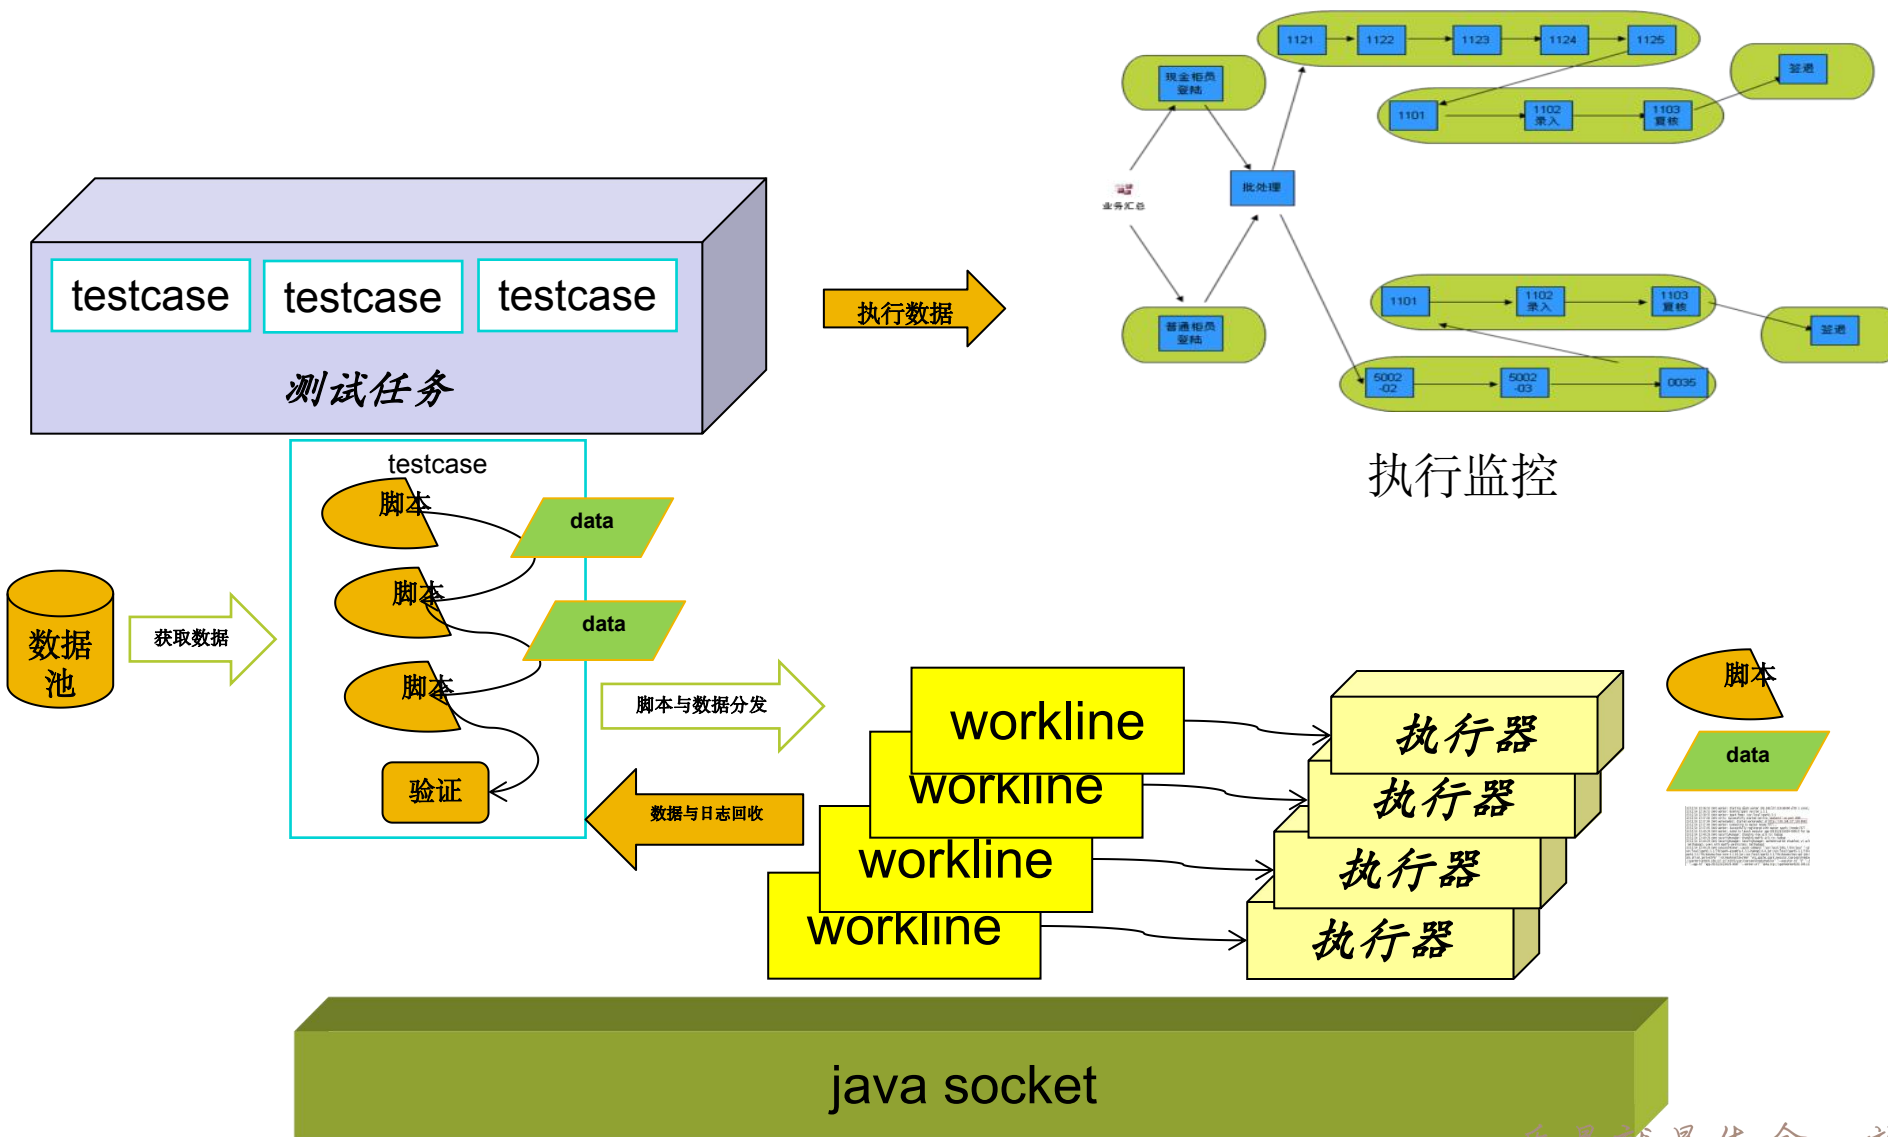 1121
1122
1123
1124
1125
现金柜员
登陆
签退
1101
1102
录入
1103
复核
批处理
业务汇总
testcase
testcase
testcase
测试任务
执行数据
普通柜员
登陆
1101
1102
录入
1103
复核
签退
5002
-02
5002
-03
0035
执行监控
testcase
脚本
data
脚本
data
脚本
验证
数据
池
获取数据
脚本与数据分发
数据与日志回收
workline
workline
workline
workline
执行器
执行器
执行器
执行器
脚本
data
java socket